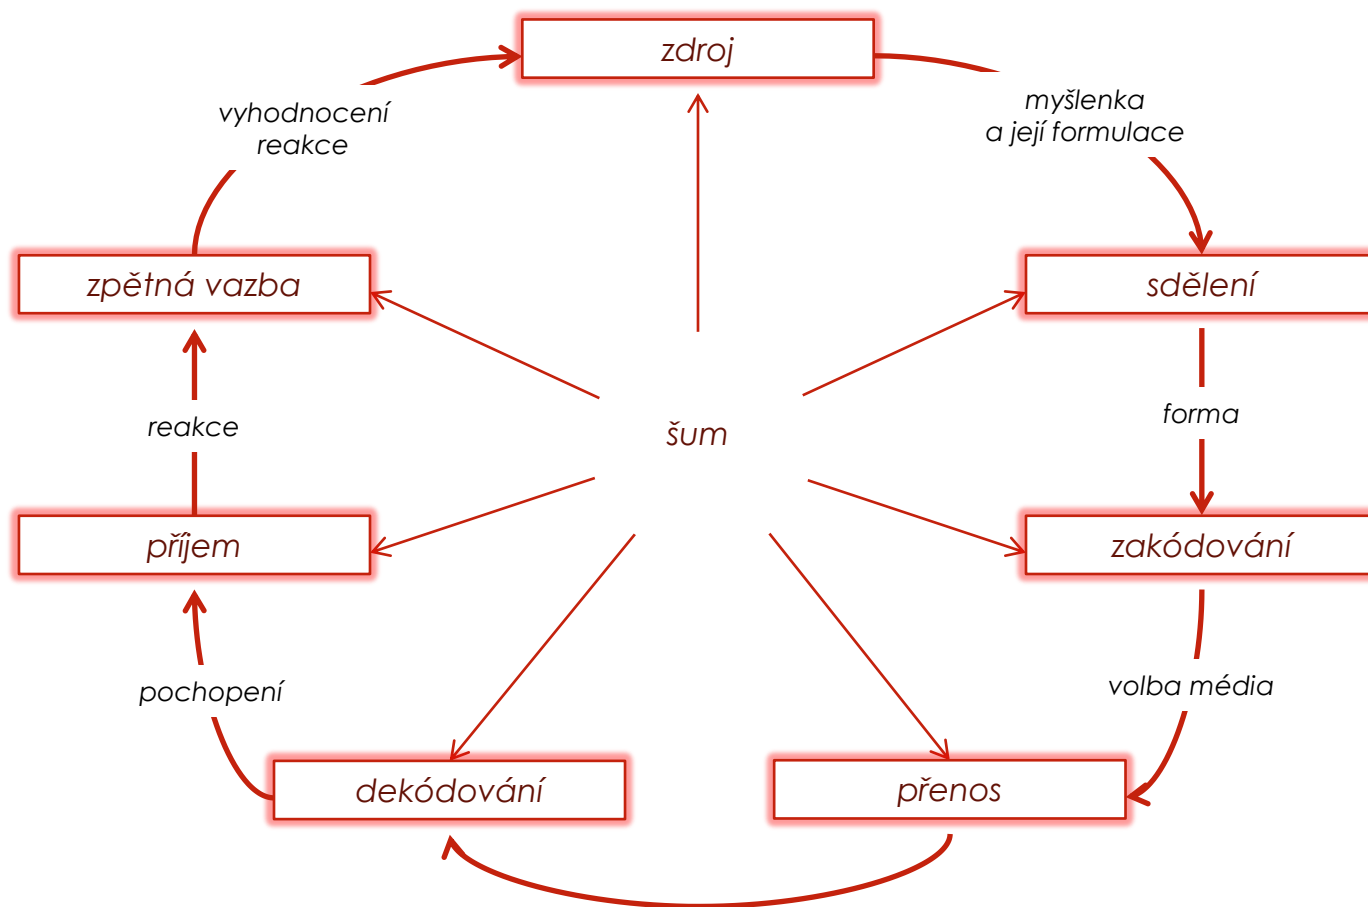 zdroj
myšlenka
a její formulace
vyhodnocení
reakce
zpětná vazba
sdělení
reakce
šum
forma
příjem
zakódování
pochopení
volba média
dekódování
přenos